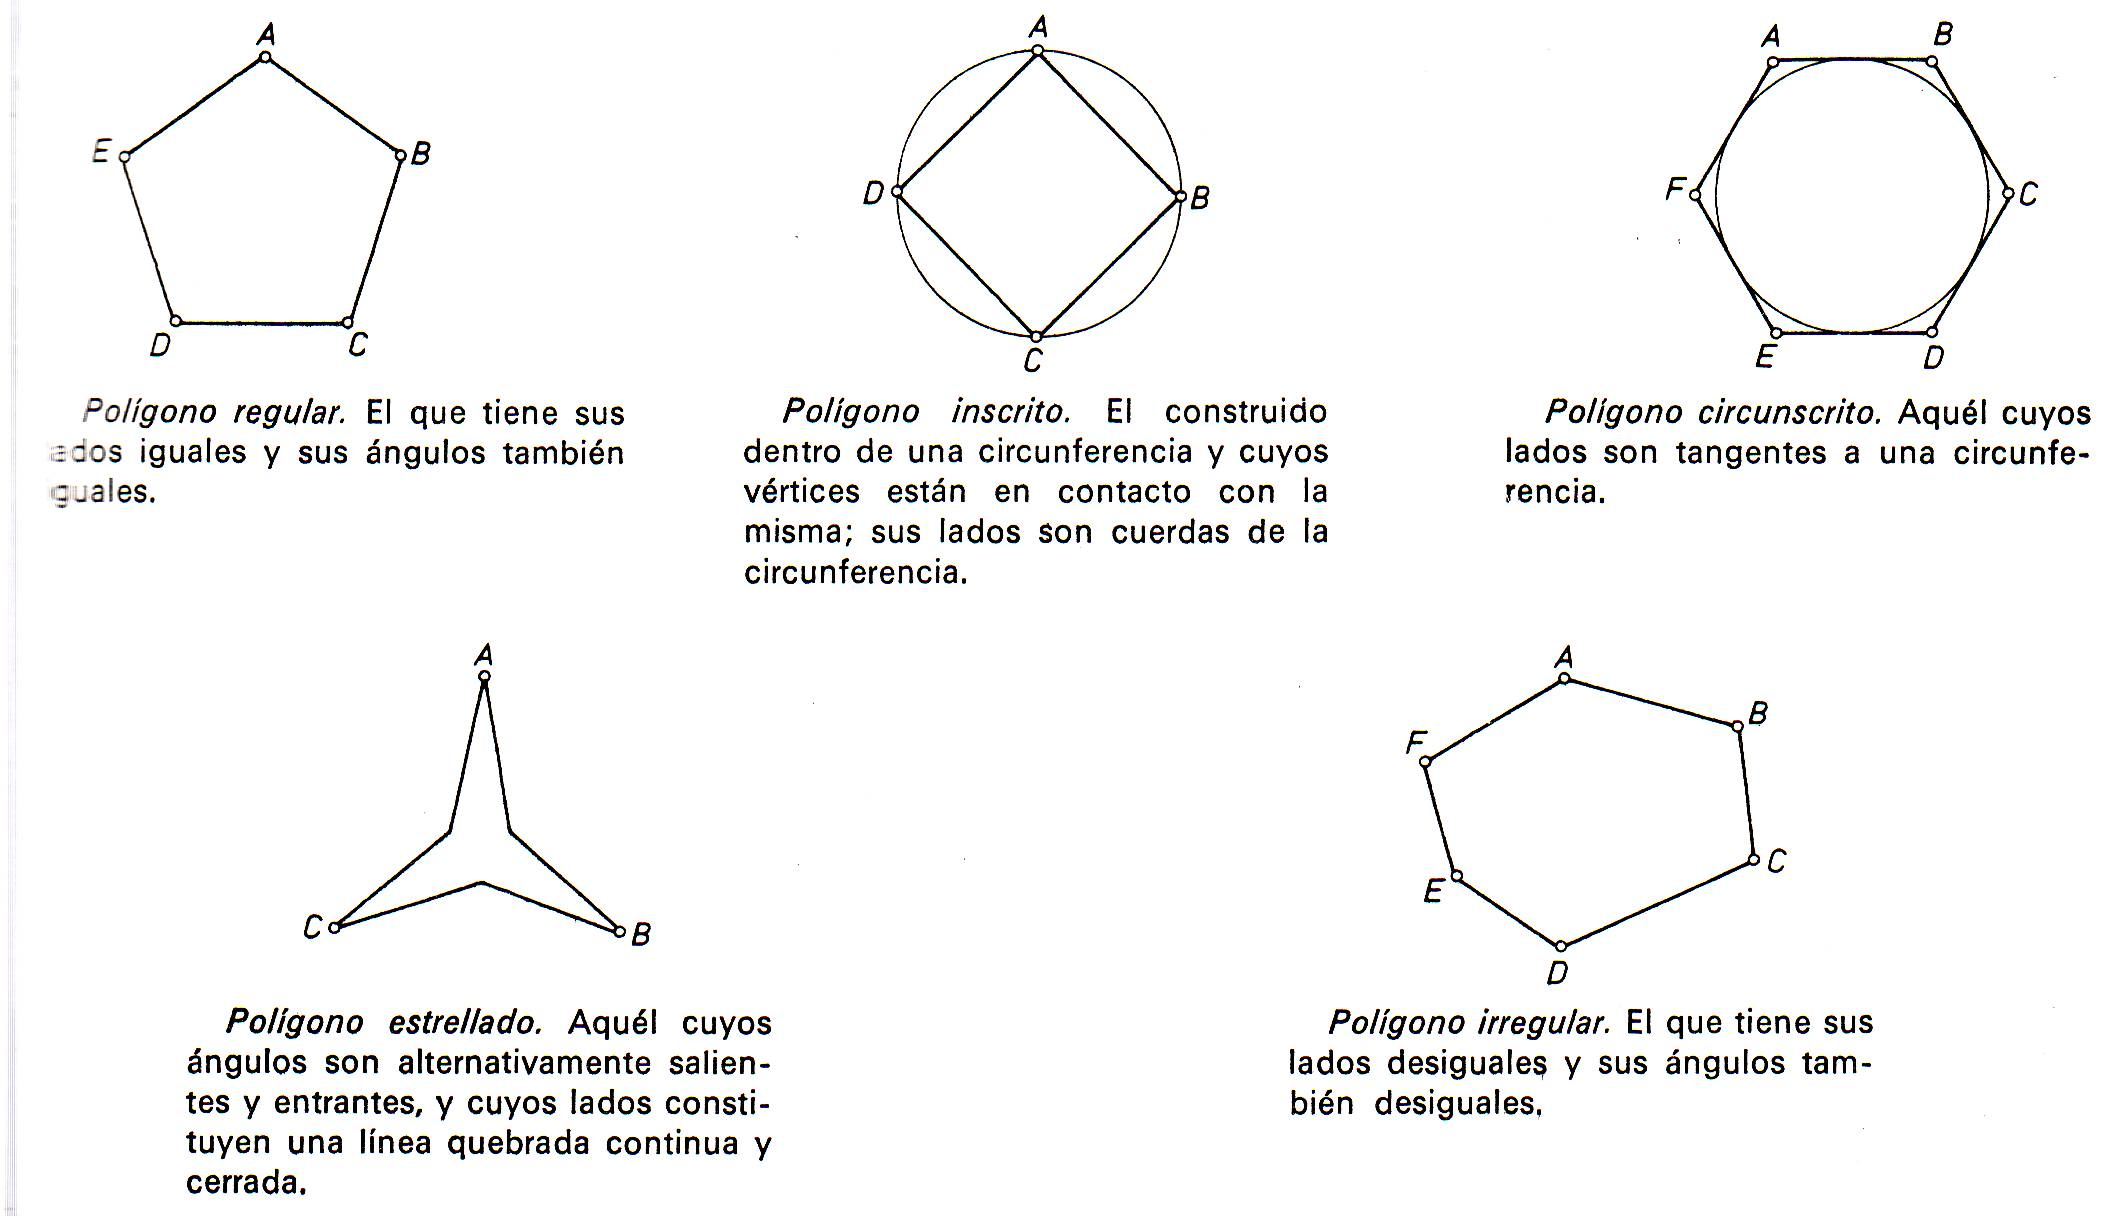 A
B
C
D
E
Polígono regular. El que tiene sus
lados iguales y sus ángulos también
iguales.
A
B
C
D
Polígono inscrito. El construido
dentro de una circunferencia y cuyos
vértices están en contacto con la
misma; sus lados son cuerdas de la
circunferencia.
A
B
C
D
E
F
Polígono circunscrito. Aquél cuyos
lados son tangentes a una circunfe-
rencia.
A
B
C
Polígono estrellado. Aquél cuyos
ángulos son alternativamente salien-
tes y entrantes, y cuyos lados consti-
tuyen una línea quebrada continua y
cerrada.
A
B
C
D
E
F
Polígono irregular. El que tiene sus
lados desiguales y sus ángulos tam-
bién desiguales.